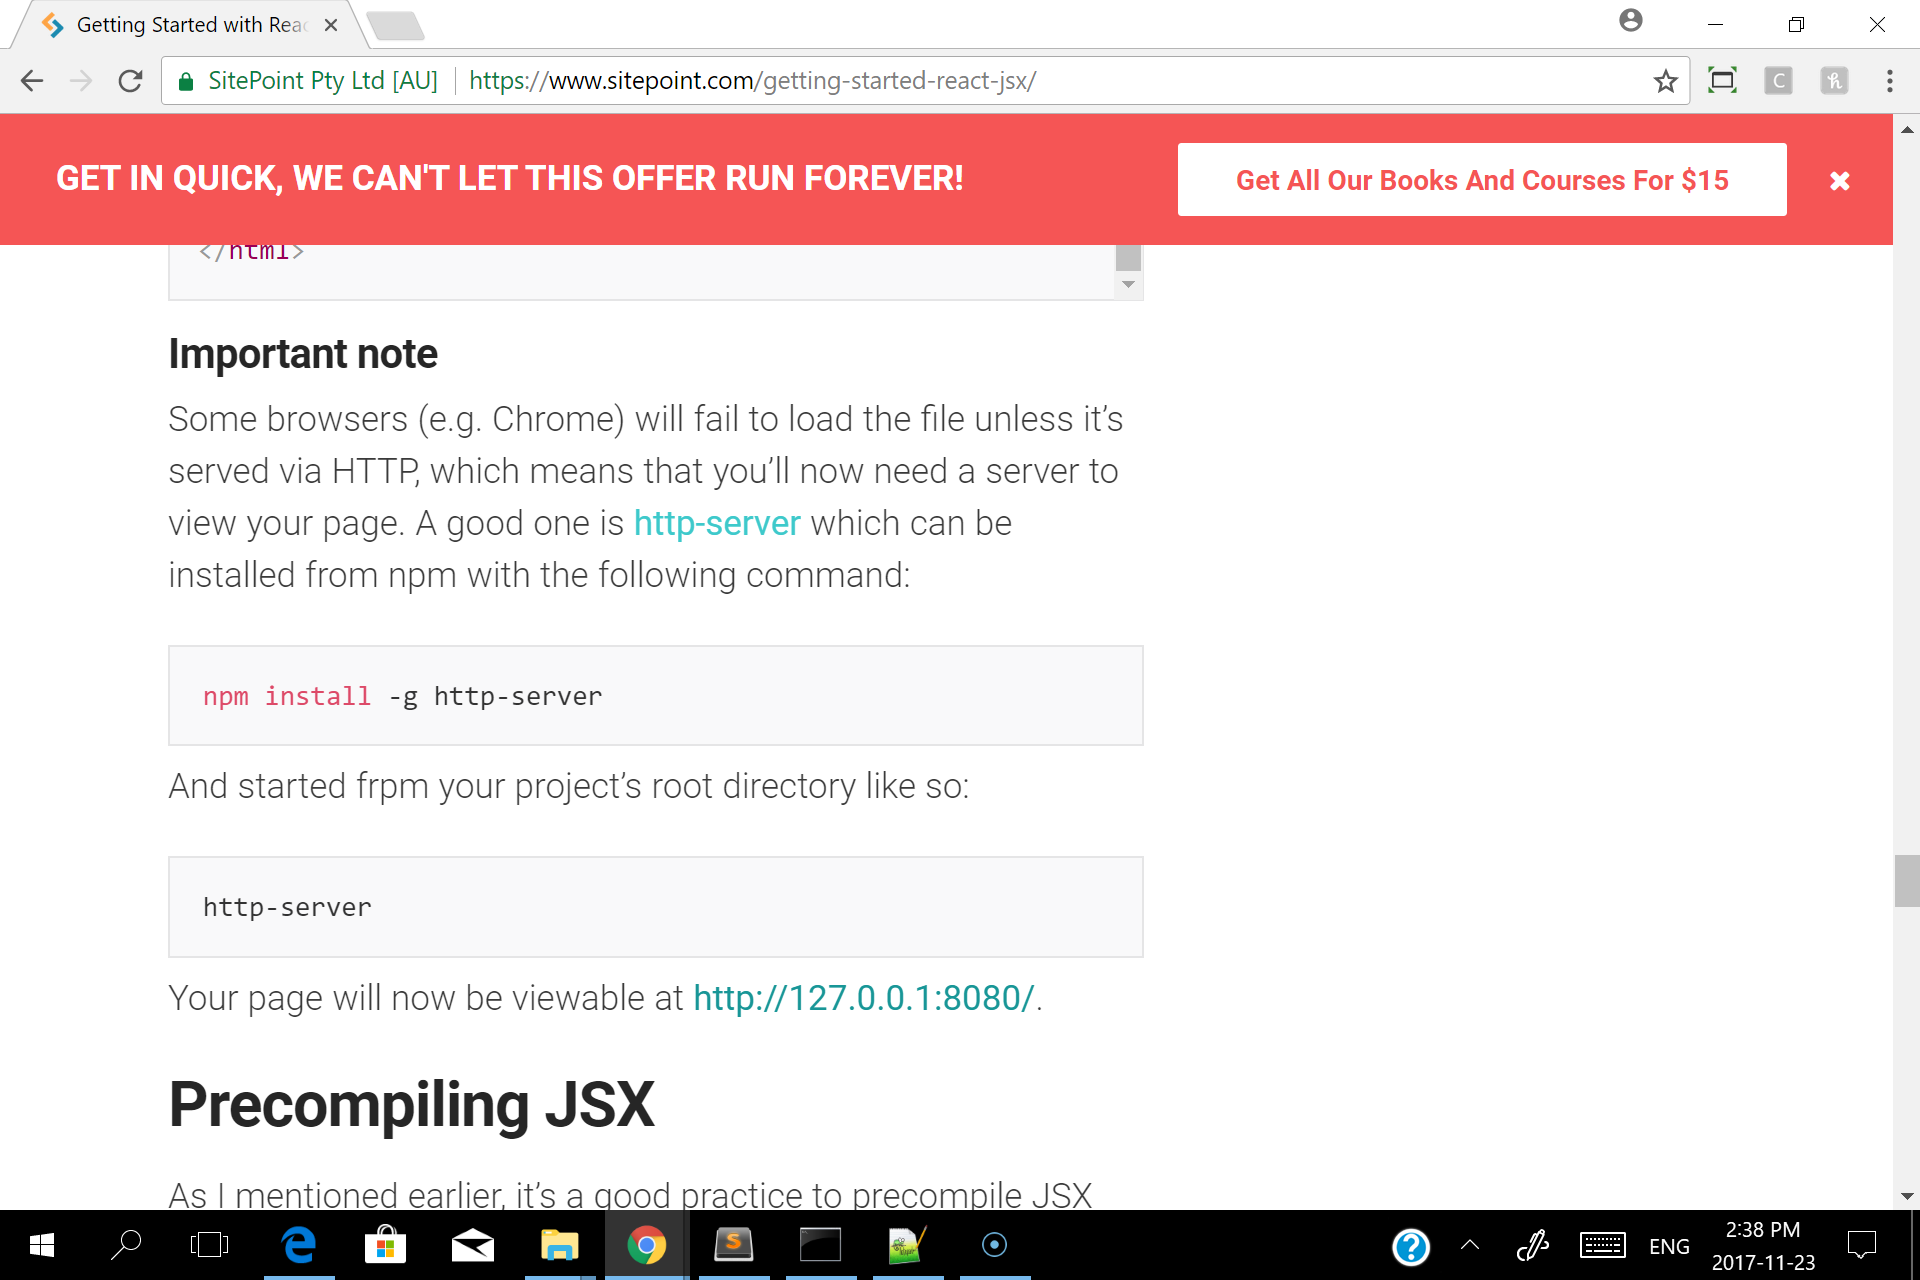 Getting Started with Reac
SitePoint Pty Ltd [AU] https://www.sitepoint.com/getting-started-react-jsx/
GET IN QUICK, WE CAN'T LET THIS OFFER RUN FOREVER!
Get All Our Books And Courses For $15
</html>
Important note
Some browsers (e.g. Chrome) will fail to load the file unless it’s
served via HTTP, which means that you’ll now need a server to
view your page. A good one is http-server which can be
installed from npm with the following command:
npm install -g http-server
And started frpm your project’s root directory like so:
http-server
Your page will now be viewable at http://127.0.0.1:8080/.
Precompiling JSX
As I mentioned earlier, it’s a good practice to precompile JSX
ENG
2:38 PM
2017-11-23